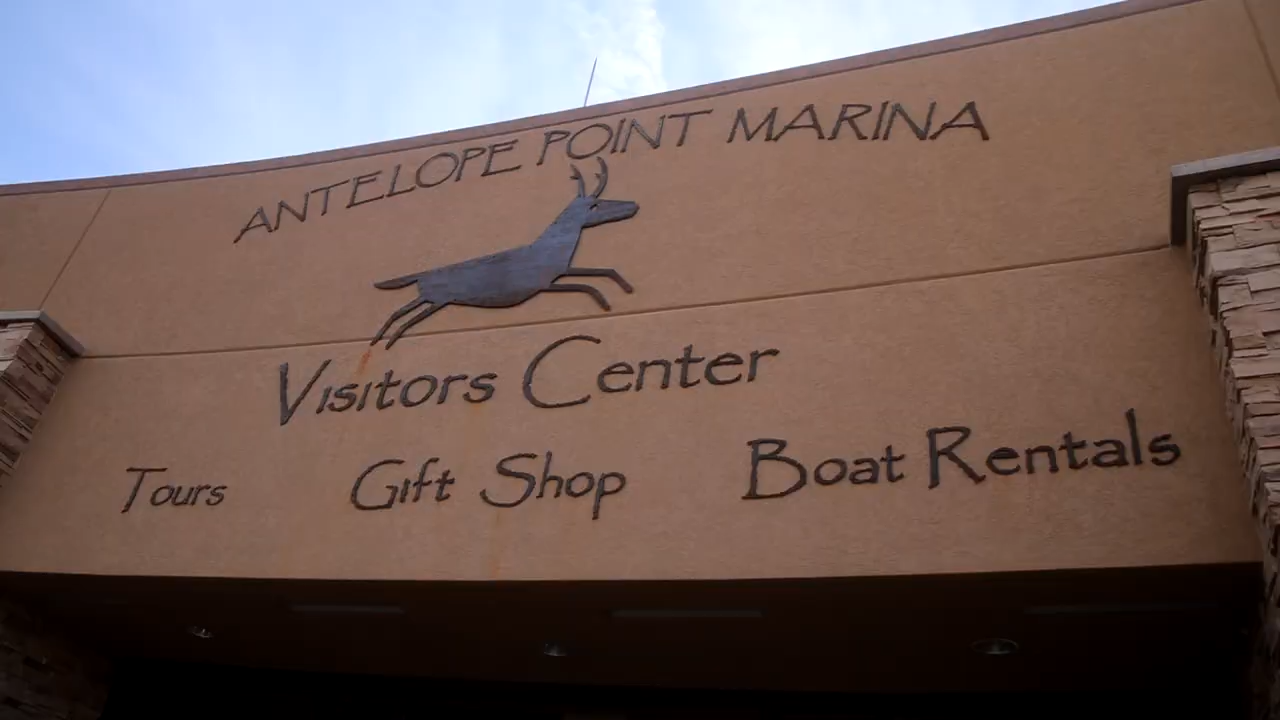 ANTELOPE POINT MARINA
Visitors Center
Tours Gift Shop Boat Rentals